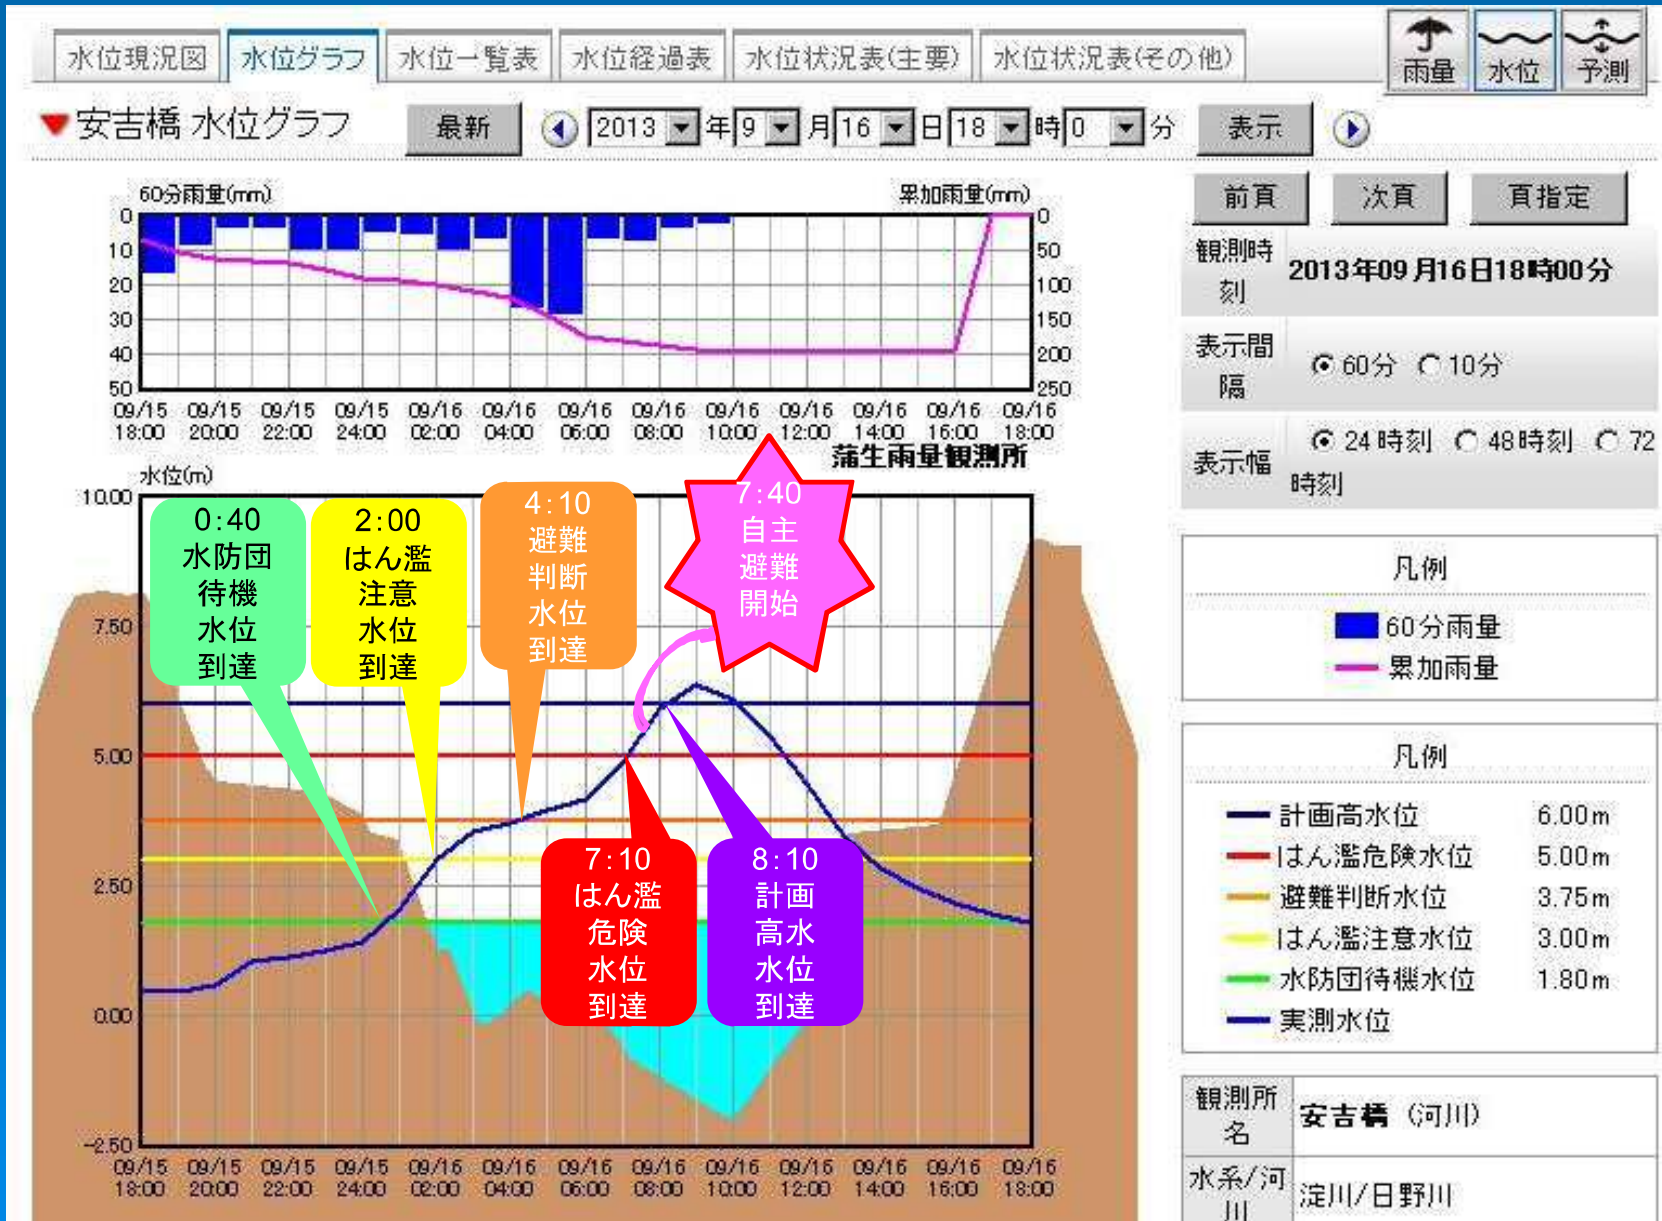 水位現況図 水位グラフ 水位一覧表 水位経過表 水位状況表(主要) 水位状況表(その他)
雨量 水位 予測
安吉橋 水位グラフ 最新 2013 年 9 月 16 日 18 時 0 分 表示
60分雨量(mm) 累加雨量(mm)
0 0
10 50
20 100
30 150
40 200
50 250
09/15 09/15 09/15 09/15 09/16 09/16 09/16 09/16 09/16 09/16 09/16 09/16 09/16
18:00 20:00 22:00 24:00 02:00 04:00 06:00 08:00 10:00 12:00 14:00 16:00 18:00
蒲生雨量観測所
水位(m)
10.00
7.50
5.00
2.50
0.00
-2.50
0:40
水防団
待機
水位
到達
2:00
はん濫
注意
水位
到達
4:10
避難
判断
水位
到達
7:40
自主
避難
開始
7:10
はん濫
危険
水位
到達
8:10
計画
高水
水位
到達
09/15 09/15 09/15 09/15 09/16 09/16 09/16 09/16 09/16 09/16 09/16 09/16 09/16
18:00 20:00 22:00 24:00 02:00 04:00 06:00 08:00 10:00 12:00 14:00 16:00 18:00
前頁 次頁 頁指定
観測時
刻
2013年09月16日18時00分
表示間
隔
60分 10分
表示幅
24時刻 48時刻 72
時刻
凡例
60分雨量
累加雨量
凡例
計画高水位 6.00m
はん濫危険水位 5.00m
避難判断水位 3.75m
はん濫注意水位 3.00m
水防団待機水位 1.80m
実測水位
観測所
名
安吉橋 (河川)
水系/河
川
淀川/日野川